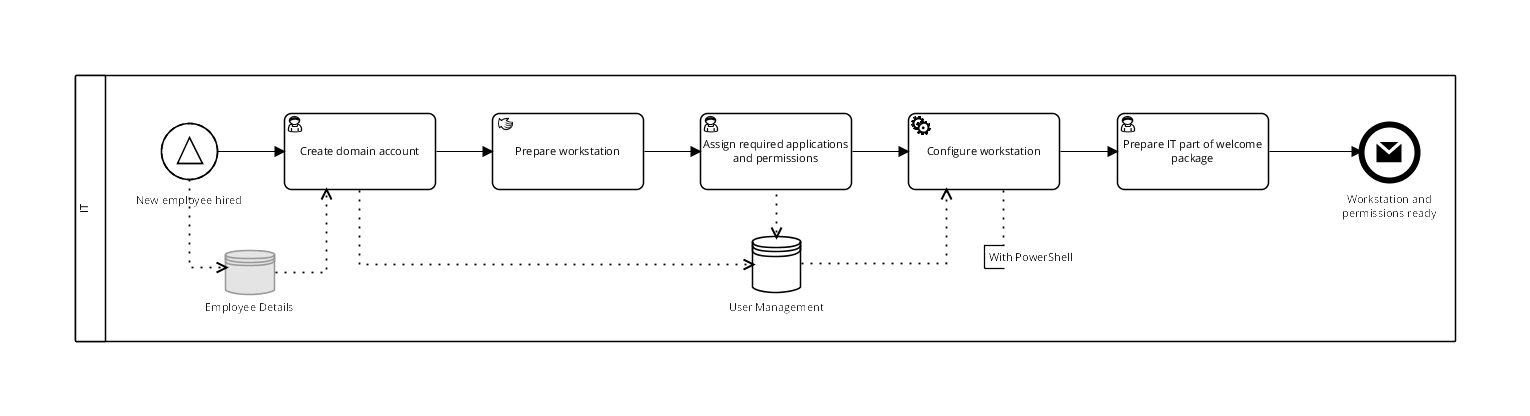 IT
New employee hired
Create domain account
Prepare workstation
Assign required applications
and permissions
Configure workstation
Prepare IT part of welcome
package
Workstation and
permissions ready
Employee Details
User Management
With PowerShell